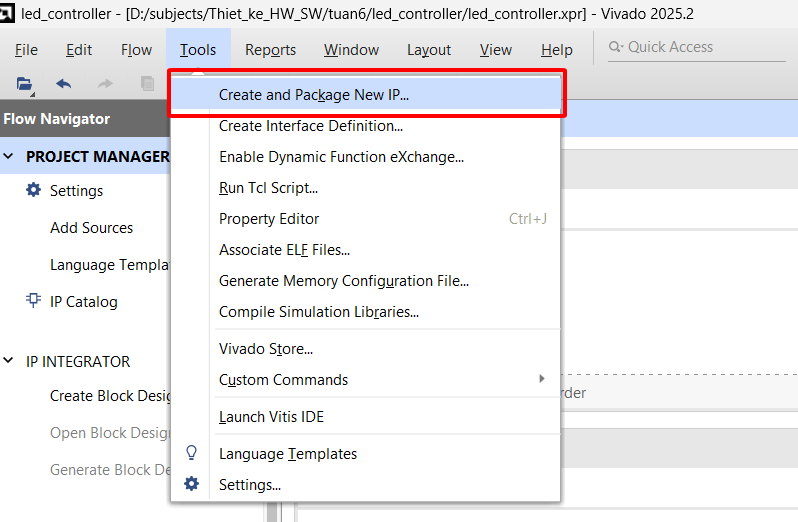 led_controller - [D:/subjects/Thiet_ke_HW_SW/tuan6/led_controller/led_controller.xpr] - Vivado 2025.2
File Edit Flow Tools Reports Window Layout View Help Quick Access
Create and Package New IP...
Flow Navigator
Create Interface Definition...
PROJECT MANAGER
Enable Dynamic Function eXchange...
Settings
Run Tcl Script...
Property Editor Ctrl+J
Add Sources
Associate ELF Files...
Language Templa
Generate Memory Configuration File...
IP Catalog
Compile Simulation Libraries...
Vivado Store...
IP INTEGRATOR
Custom Commands
Create Block Desig
rder
Launch Vitis IDE
Open Block Desig
Language Templates
Generate Block De
Settings...